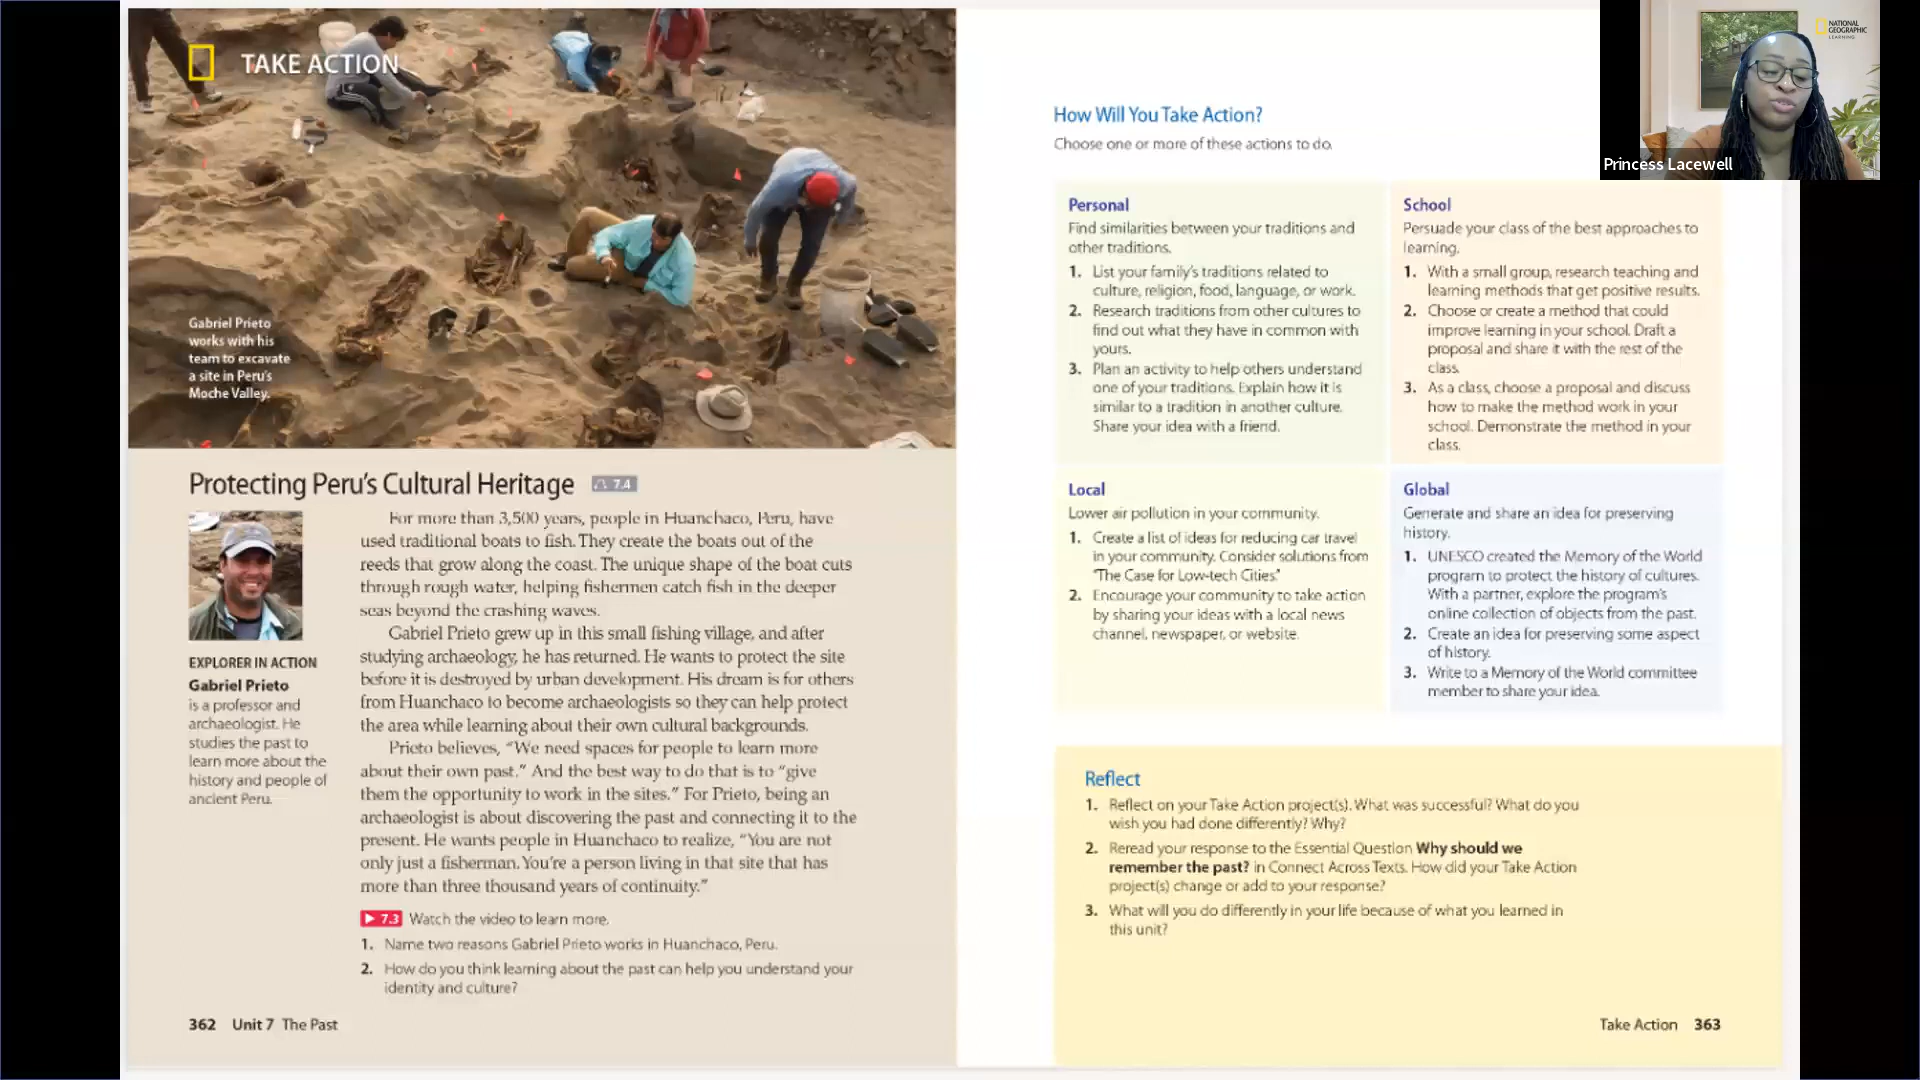 TAKE ACTION
Gabriel Prieto
works with his
team to excavate
a site in Peru's
Moche Valley.
Protecting Peru's Cultural Heritage 7.4
For more than 3,500 years, people in Huanchaco, Peru, have
used traditional boats to fish. They create the boats out of the
reeds that grow along the coast. The unique shape of the boat cuts
through rough water, helping fishermen catch fish in the deeper
seas beyond the crashing waves.
Gabriel Prieto grew up in this small fishing village, and after
studying archaeology, he has returned. He wants to protect the site
before it is destroyed by urban development. His dream is for others
from Huanchaco to become archaeologists so they can help protect
the area while learning about their own cultural backgrounds.
Prieto believes, "We need spaces for people to learn more
about their own past." And the best way to do that is to "give
them the opportunity to work in the sites." For Prieto, being an
archaeologist is about discovering the past and connecting it to the
present. He wants people in Huanchaco to realize, "You are not
only just a fisherman. You're a person living in that site that has
more than three thousand years of continuity."
EXPLORER IN ACTION
Gabriel Prieto
is a professor and
archaeologist. He
studies the past to
learn more about the
history and people of
ancient Peru.
7.3 Watch the video to learn more.
1. Name two reasons Gabriel Prieto works in Huanchaco, Peru.
2. How do you think learning about the past can help you understand your
identity and culture?
362 Unit 7 The Past
How Will You Take Action?
Choose one or more of these actions to do.
Personal
Find similarities between your traditions and
other traditions.
1. List your family's traditions related to
culture, religion, food, language, or work.
2. Research traditions from other cultures to
find out what they have in common with
yours.
3. Plan an activity to help others understand
one of your traditions. Explain how it is
similar to a tradition in another culture.
Share your idea with a friend.
School
Persuade your class of the best approaches to
learning.
1. With a small group, research teaching and
learning methods that get positive results.
2. Choose or create a method that could
improve learning in your school. Draft a
proposal and share it with the rest of the
class.
3. As a class, choose a proposal and discuss
how to make the method work in your
school. Demonstrate the method in your
class.
Local
Lower air pollution in your community.
1. Create a list of ideas for reducing car travel
in your community. Consider solutions from
"The Case for Low-tech Cities."
2. Encourage your community to take action
by sharing your ideas with a local news
channel, newspaper, or website.
Global
Generate and share an idea for preserving
history.
1. UNESCO created the Memory of the World
program to protect the history of cultures.
With a partner, explore the program's
online collection of objects from the past.
2. Create an idea for preserving some aspect
of history.
3. Write to a Memory of the World committee
member to share your idea.
Reflect
1. Reflect on your Take Action project(s). What was successful? What do you
wish you had done differently? Why?
2. Reread your response to the Essential Question Why should we
remember the past? in Connect Across Texts. How did your Take Action
project(s) change or add to your response?
3. What will you do differently in your life because of what you learned in
this unit?
Take Action 363
NATIONAL
GEOGRAPHIC
LEARNING
Princess Lacewell